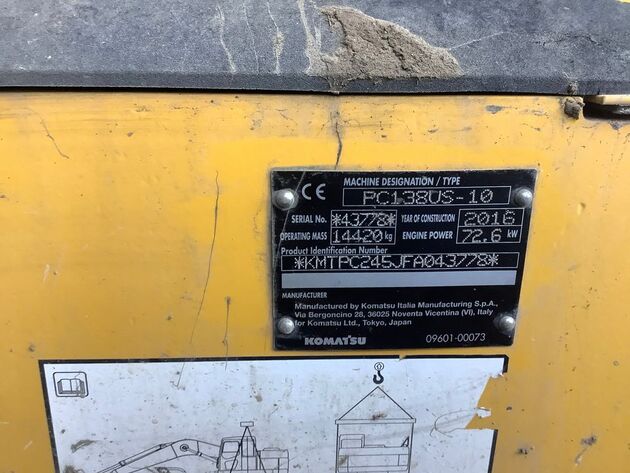 CE MACHINE DESIGNATION / TYPE
PC138US-10
SERIAL No. *43778* YEAR OF CONSTRUCTION 2016
OPERATING MASS 14420 kg ENGINE POWER 72.6 kW
Product Identification Number
*KMTPC245JFA043778*
MANUFACTURER
Manufactured by Komatsu Italia Manufacturing S.p.A.
Via Bergoncino 28, 36025 Noventa Vicentina (VI), Italy
for Komatsu Ltd., Tokyo, Japan
KOMATSU 09601-00073